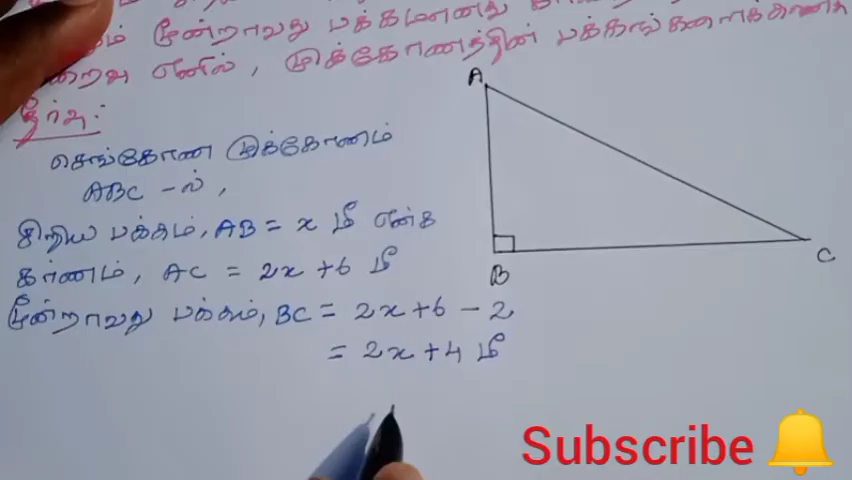 மூன்றாவது பக்கமானது
எனில், முக்கோணத்தின் பக்கங்களைக்காண்க
தீர்வு:
செங்கோண முக்கோணம்
ABC -ல்,
சிறிய பக்கம், AB = x மீ என்க
கர்ணம், AC = 2x + 6 மீ
மூன்றாவது பக்கம், BC = 2x + 6 - 2
= 2x + 4 மீ
A
B
C
Subscribe